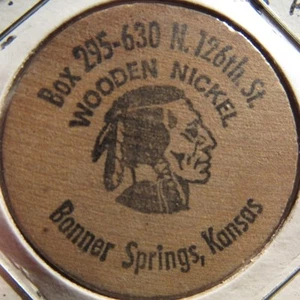 Box 295-630 N. 126th St.
WOODEN NICKEL
Bonner Springs, Kansas